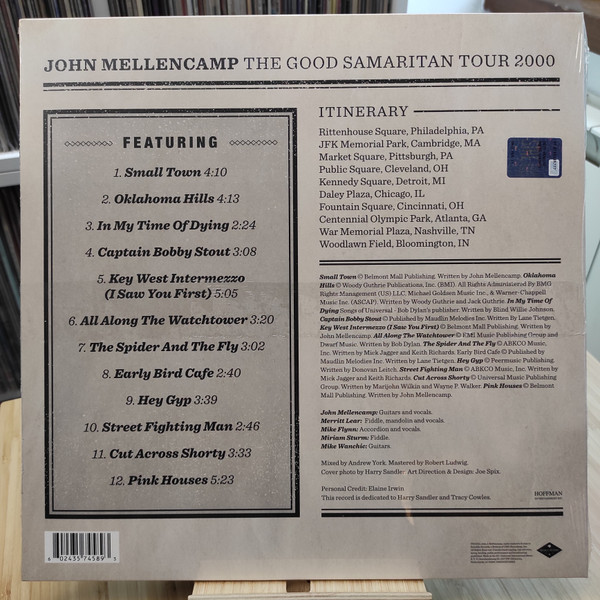 JOHN MELLENCAMP THE GOOD SAMARITAN TOUR 2000
FEATURING
1. Small Town 4:10
2. Oklahoma Hills 4:13
3. In My Time Of Dying 2:24
4. Captain Bobby Stout 3:08
5. Key West Intermezzo
(I Saw You First) 5:05
6. All Along The Watchtower 3:20
7. The Spider And The Fly 3:02
8. Early Bird Cafe 2:40
9. Hey Gyp 3:39
10. Street Fighting Man 2:46
11. Cut Across Shorty 3:33
12. Pink Houses 5:23
ITINERARY
Rittenhouse Square, Philadelphia, PA
JFK Memorial Park, Cambridge, MA
Market Square, Pittsburgh, PA
Public Square, Cleveland, OH
Kennedy Square, Detroit, MI
Daley Plaza, Chicago, IL
Fountain Square, Cincinnati, OH
Centennial Olympic Park, Atlanta, GA
War Memorial Plaza, Nashville, TN
Woodlawn Field, Bloomington, IN
Small Town © Belmont Mall Publishing. Written by John Mellencamp. Oklahoma
Hills © Woody Guthrie Publications, Inc. (BMI). All Rights Administered By BMG
Rights Management (US) LLC, Michael Goldsen Music Inc., & Warner-Chappell
Music Inc. (ASCAP). Written by Woody Guthrie and Jack Guthrie. In My Time Of
Dying Songs of Universal - Bob Dylan's publisher. Written by Blind Willie Johnson.
Captain Bobby Stout © Published by Maudlin Melodies Inc. Written By Lane Tietgen.
Key West Intermezzo (I Saw You First) © Belmont Mall Publishing. Written by
John Mellencamp. All Along The Watchtower © EMI Music Publishing Group and
Dwarf Music. Written by Bob Dylan. The Spider And The Fly © ABKCO Music,
Inc. Written by Mick Jagger and Keith Richards. Early Bird Cafe © Published by
Maudlin Melodies Inc. Written by Lane Tietgen. Hey Gyp © Peermusic Publishing.
Written by Donovan Leitch. Street Fighting Man © ABKCO Music, Inc. Written by
Mick Jagger and Keith Richards. Cut Across Shorty © Universal Music Publishing
Group. Written by Marijohn Wilkin and Wayne P. Walker. Pink Houses © Belmont
Mall Publishing. Written by John Mellencamp.
John Mellencamp: Guitars and vocals.
Merritt Lear: Fiddle, mandolin and vocals.
Mike Flynn: Accordion and vocals.
Miriam Sturm: Fiddle.
Mike Wanchic: Guitars.
Mixed by Andrew York. Mastered by Robert Ludwig.
Cover photo by Harry Sandler Art Direction & Design: Joe Spix.
Personal Credit: Elaine Irwin
This record is dedicated to Harry Sandler and Tracy Cowles.
HOFFMAN
6 02435 74589 3